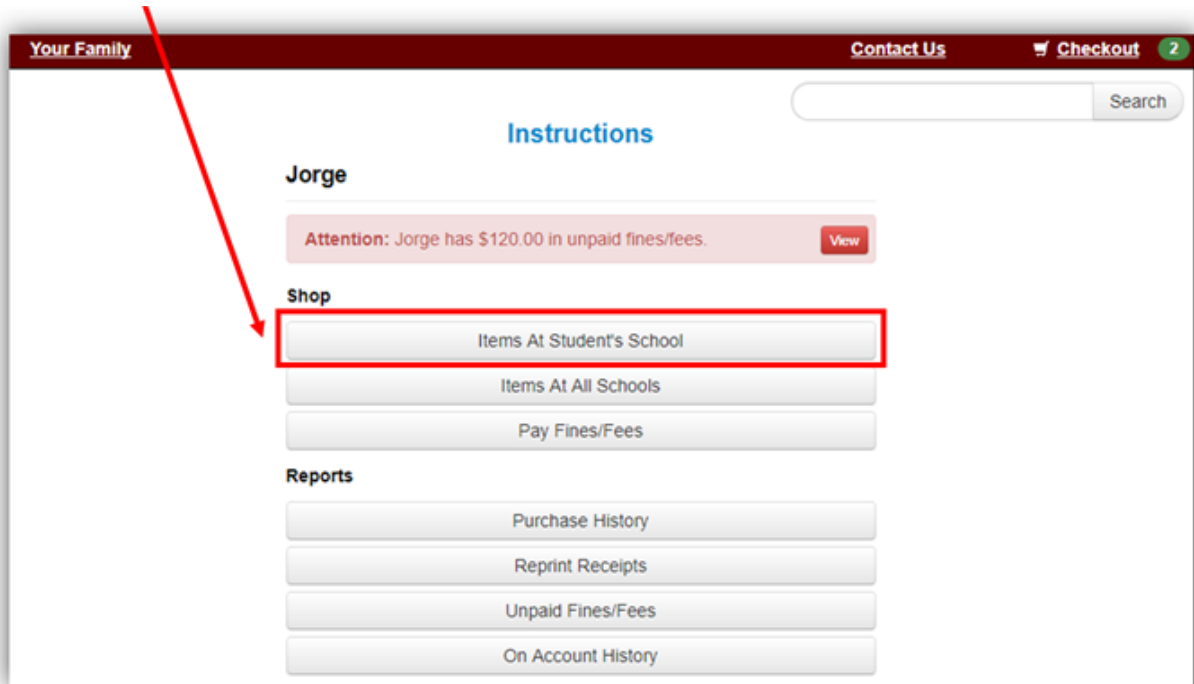 Your Family Contact Us Checkout 2
Search
Instructions
Jorge
Attention: Jorge has $120.00 in unpaid fines/fees. View
Shop
Items At Student's School
Items At All Schools
Pay Fines/Fees
Reports
Purchase History
Reprint Receipts
Unpaid Fines/Fees
On Account History